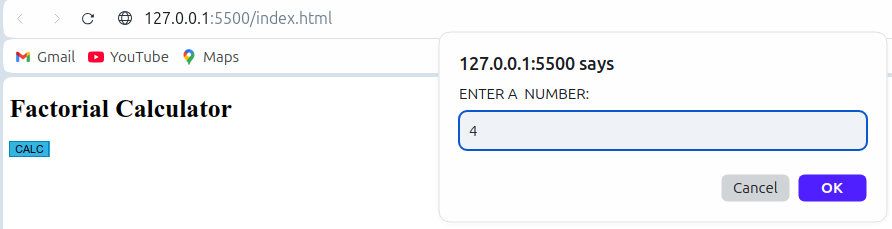 127.0.0.1:5500/index.html
Gmail YouTube Maps
Factorial Calculator
CALC
127.0.0.1:5500 says
ENTER A  NUMBER:
4
Cancel OK